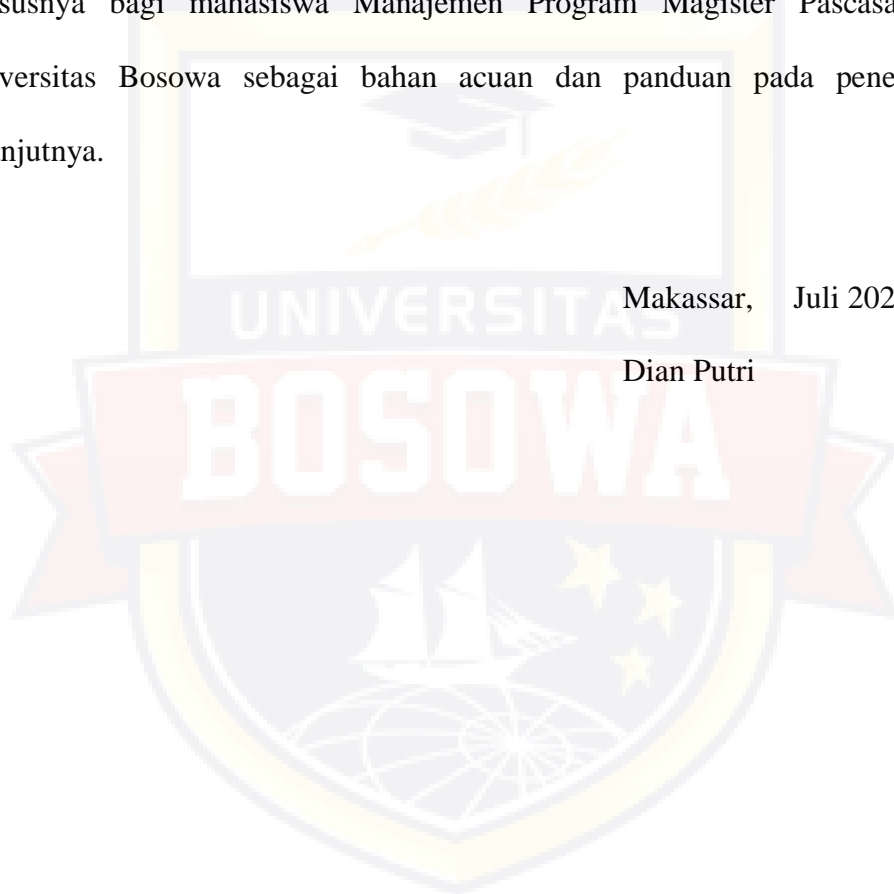 susnya bagi mahasiswa Manajemen Program Magister Pascasa
versitas Bosowa sebagai bahan acuan dan panduan pada pene
njutnya.
Makassar, Juli 202
Dian Putri
UNIVERSITAS
BOSOWA